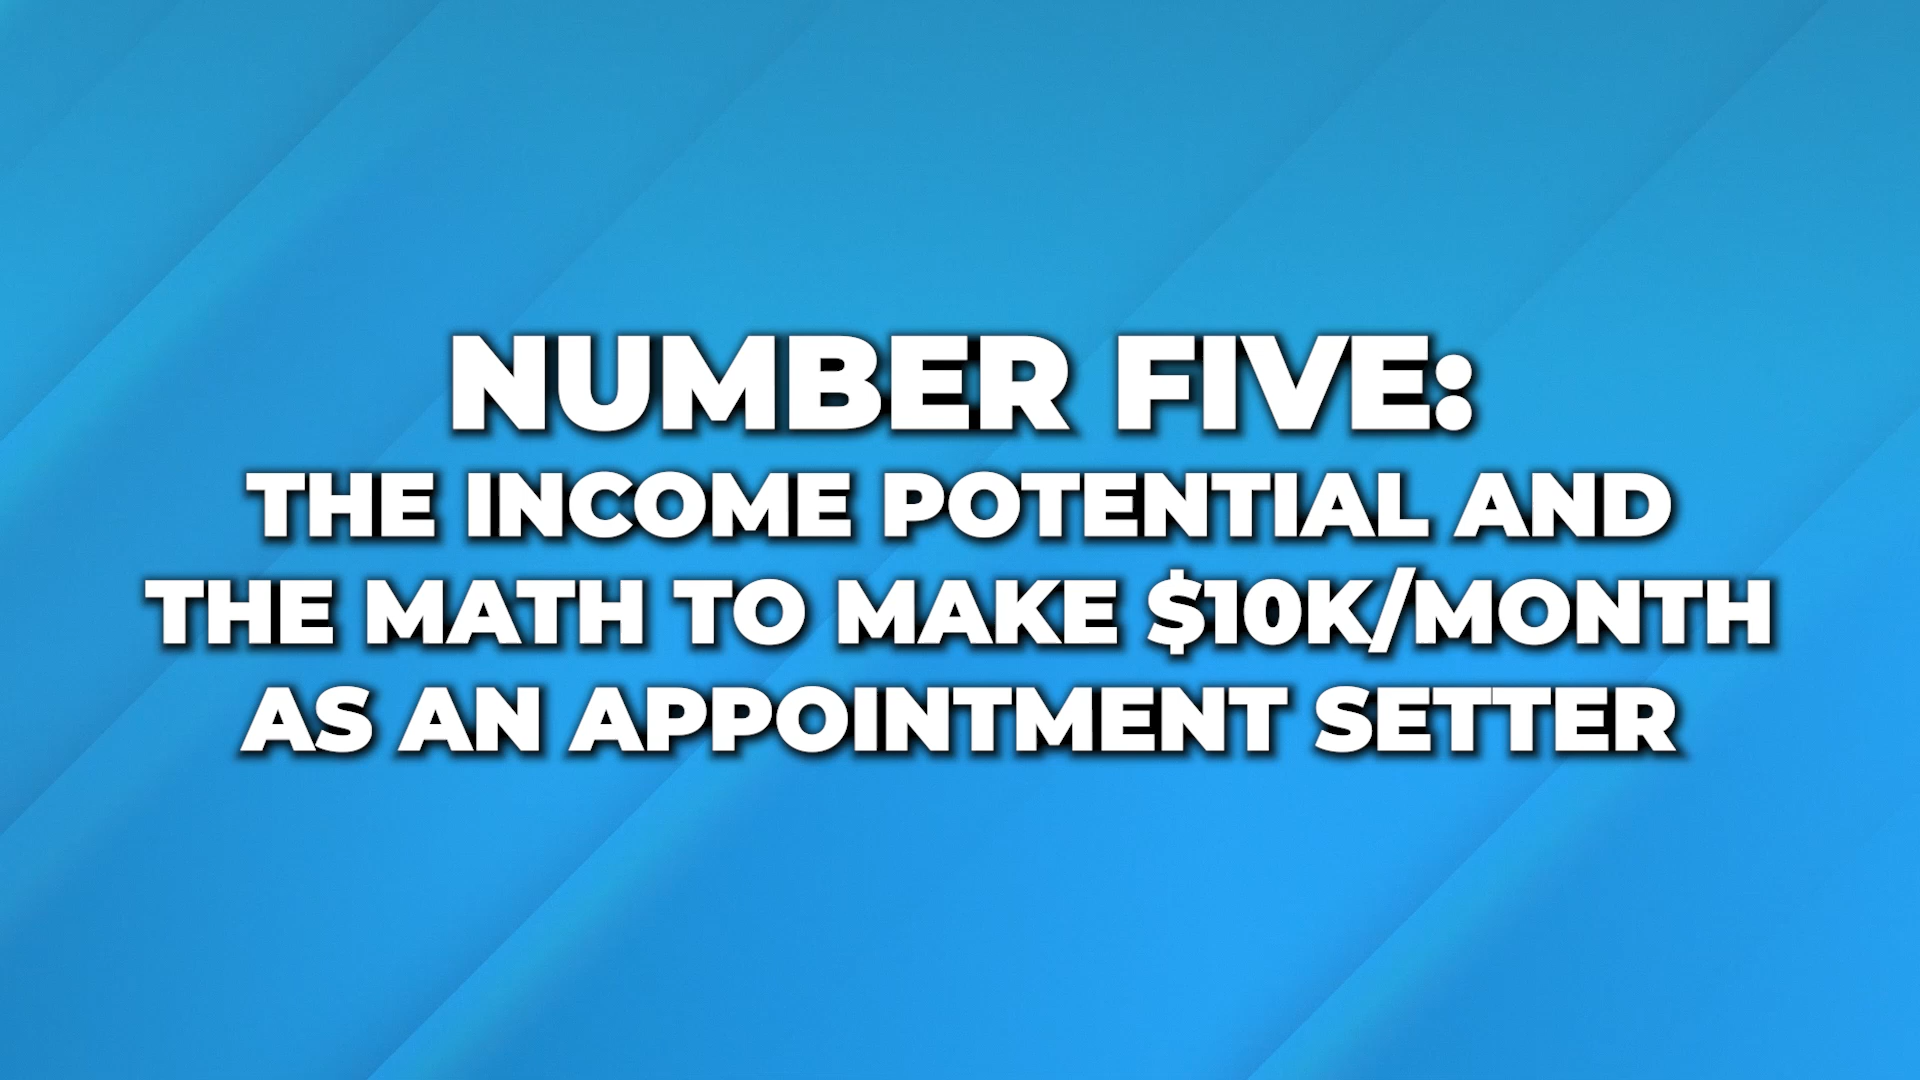 NUMBER FIVE:
THE INCOME POTENTIAL AND
THE MATH TO MAKE $10K/MONTH
AS AN APPOINTMENT SETTER